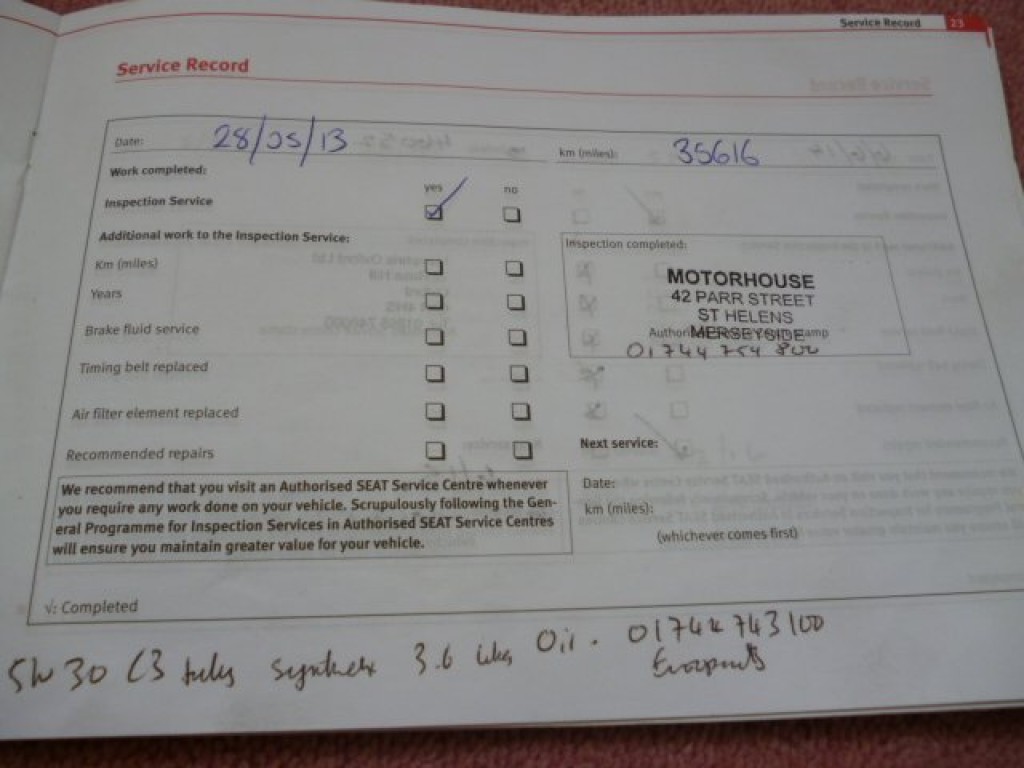 Service Record 23
Service Record
Date: 28/05/13 km (miles): 35616
Work completed:
yes no
Inspection Service
Additional work to the Inspection Service:
Inspection completed:
Km (miles)
MOTORHOUSE
Years
42 PARR STREET
ST HELENS
Brake fluid service
MERSEYSIDE
01744 754 800
Timing belt replaced
Air filter element replaced
Recommended repairs
Next service:
We recommend that you visit an Authorised SEAT Service Centre whenever
you require any work done on your vehicle. Scrupulously following the Gen-
eral Programme for Inspection Services in Authorised SEAT Service Centres
will ensure you maintain greater value for your vehicle.
Date:
km (miles):
(whichever comes first)
√: Completed
5W 30 C3 fully synthetic 3.6 Oil. 01744 743100